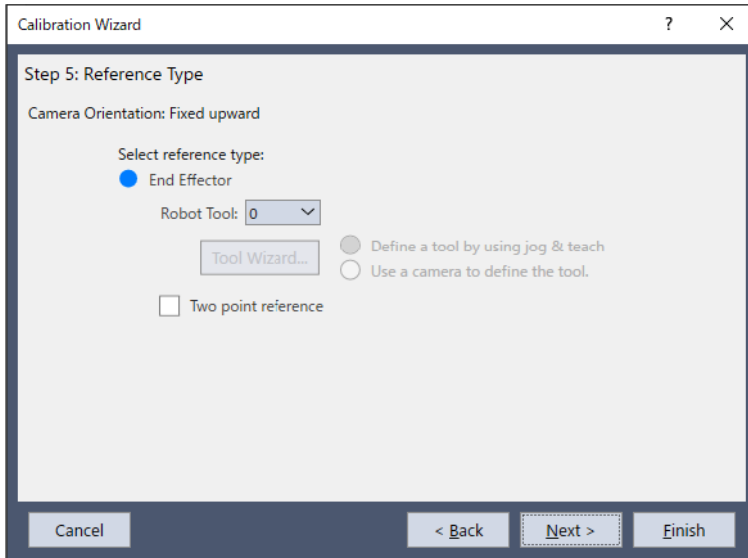 Calibration Wizard ? ×
Step 5: Reference Type
Camera Orientation: Fixed upward
Select reference type:
End Effector
Robot Tool: 0
Tool Wizard...
Define a tool by using jog & teach
Use a camera to define the tool.
Two point reference
Cancel
< Back
Next >
Finish